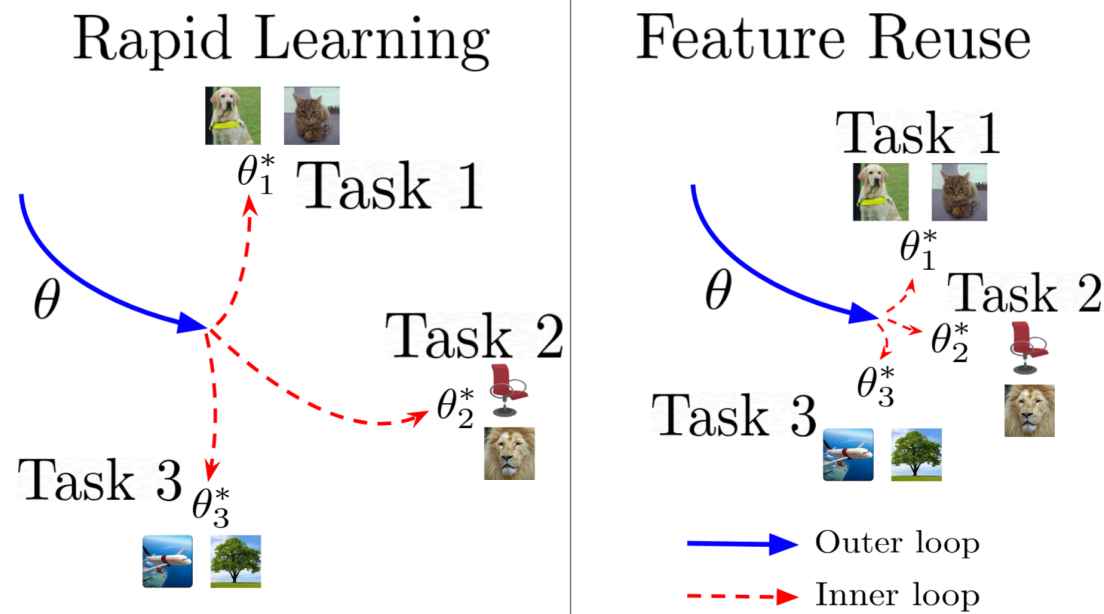 Rapid Learning
θ₁* Task 1
θ
Task 2
θ₂*
Task 3 θ₃*
Feature Reuse
Task 1
θ₁*
θ
Task 2
θ₂*
θ₃*
Task 3
Outer loop
Inner loop